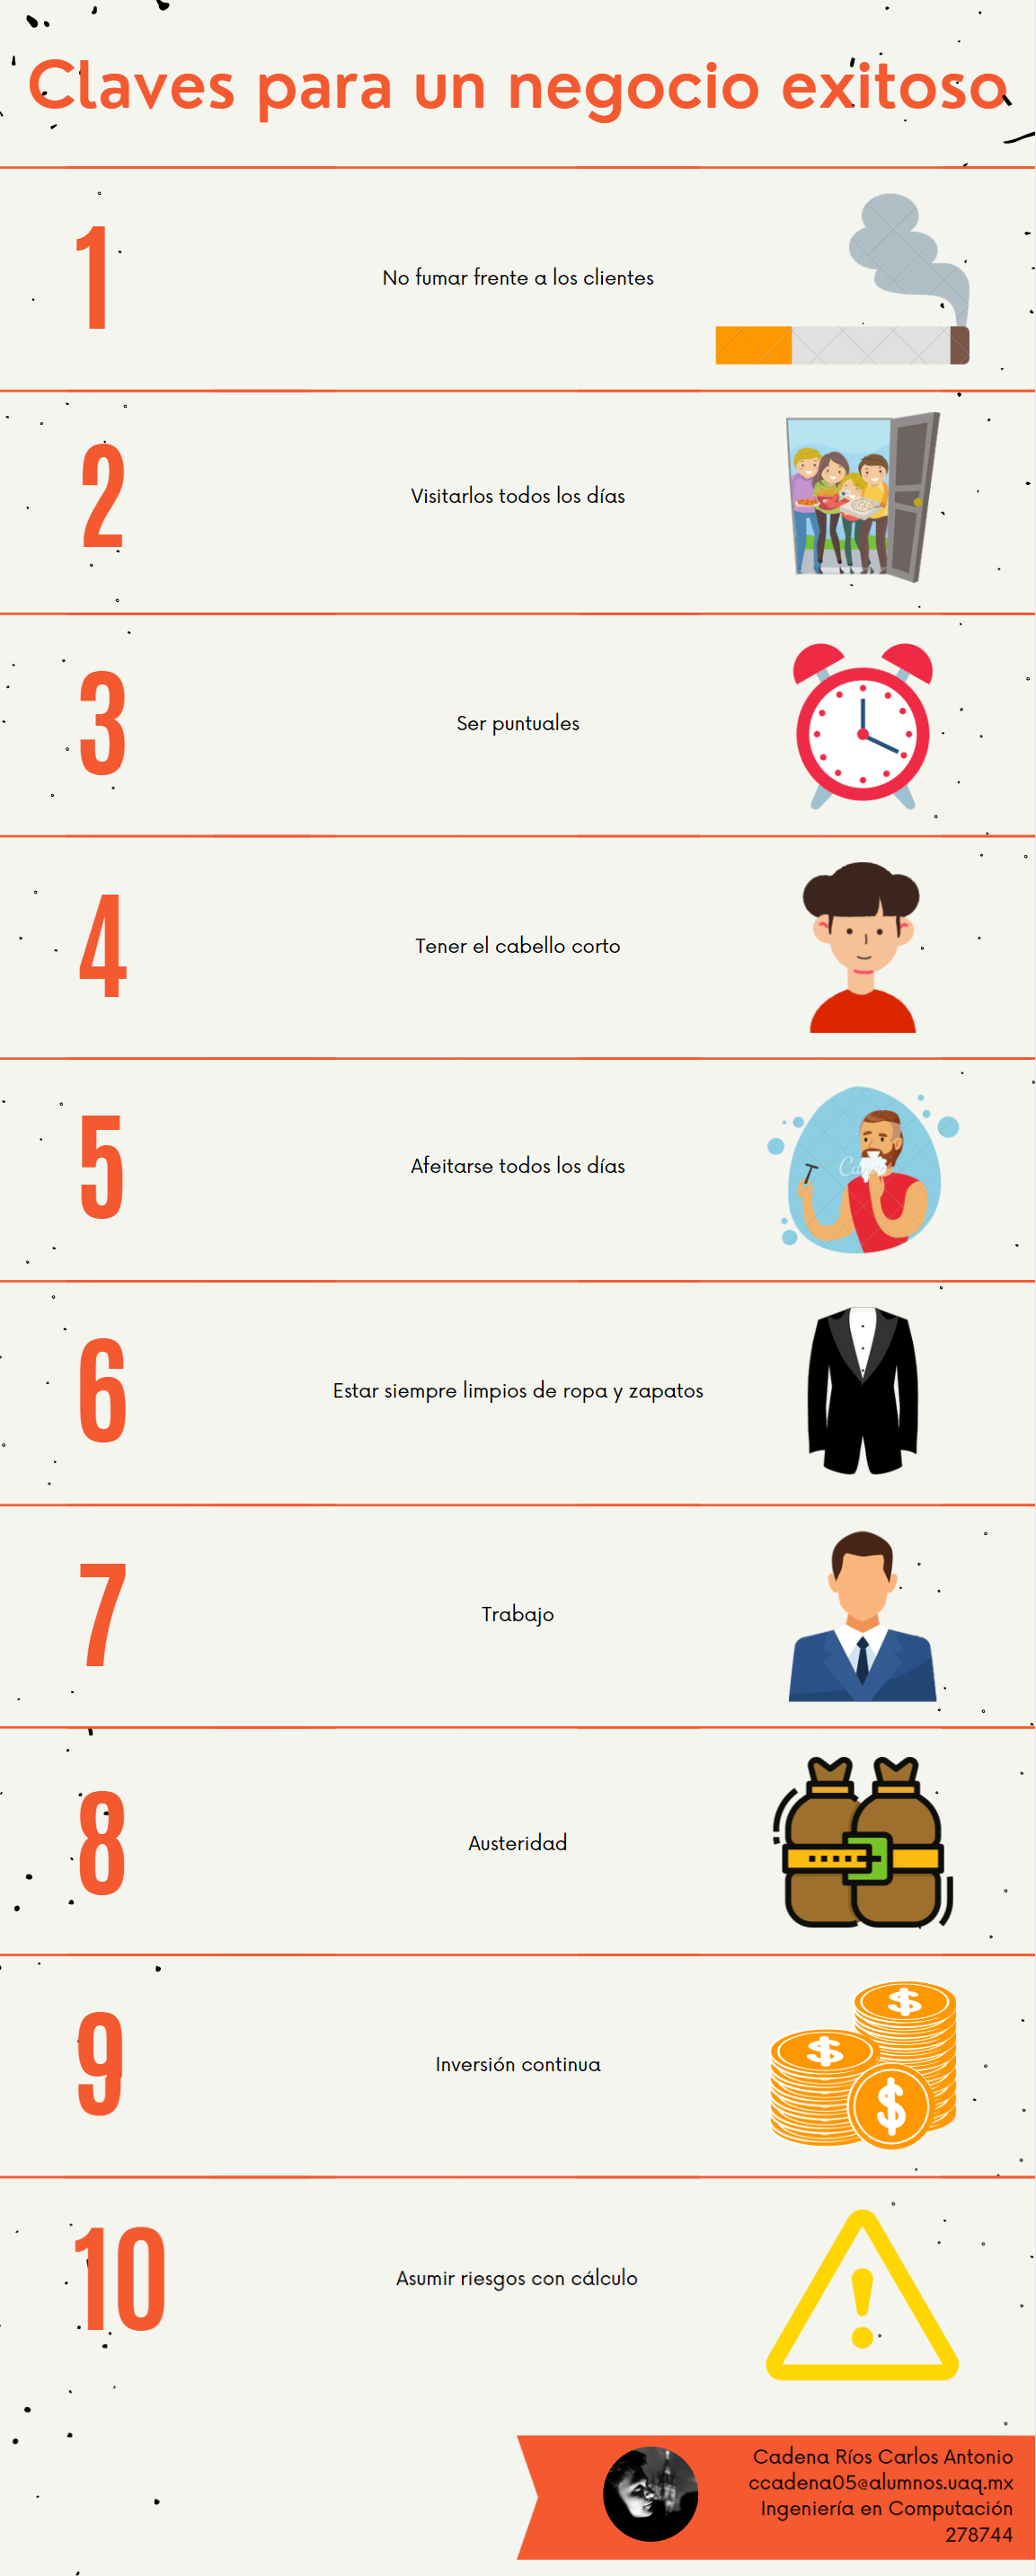 Claves para un negocio exitoso
1
No fumar frente a los clientes
2
Visitarlos todos los días
3
Ser puntuales
4
Tener el cabello corto
5
Afeitarse todos los días
6
Estar siempre limpios de ropa y zapatos
7
Trabajo
8
Austeridad
9
Inversión continua
10
Asumir riesgos con cálculo
Cadena Ríos Carlos Antonio
ccadena05@alumnos.uaq.mx
Ingeniería en Computación
278744